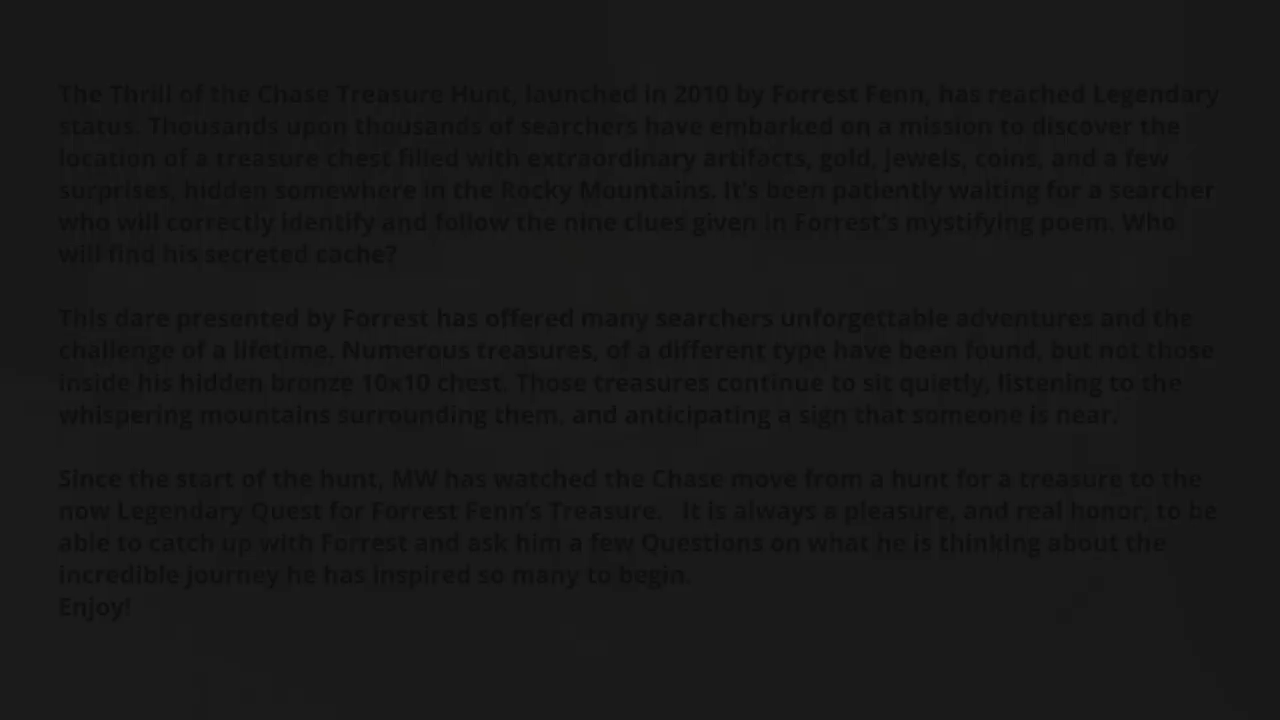 The Thrill of the Chase Treasure Hunt, launched in 2010 by Forrest Fenn, has reached Legendary
status. Thousands upon thousands of searchers have embarked on a mission to discover the
location of a treasure chest filled with extraordinary artifacts, gold, jewels, coins, and a few
surprises, hidden somewhere in the Rocky Mountains. It's been patiently waiting for a searcher
who will correctly identify and follow the nine clues given in Forrest's mystifying poem. Who
will find his secreted cache?
This dare presented by Forrest has offered many searchers unforgettable adventures and the
challenge of a lifetime. Numerous treasures, of a different type have been found, but not those
inside his hidden bronze 10x10 chest. Those treasures continue to sit quietly, listening to the
whispering mountains surrounding them, and anticipating a sign that someone is near.
Since the start of the hunt, MW has watched the Chase move from a hunt for a treasure to the
now Legendary Quest for Forrest Fenn's Treasure. It is always a pleasure, and real honor, to be
able to catch up with Forrest and ask him a few Questions on what he is thinking about the
incredible journey he has inspired so many to begin.
Enjoy!